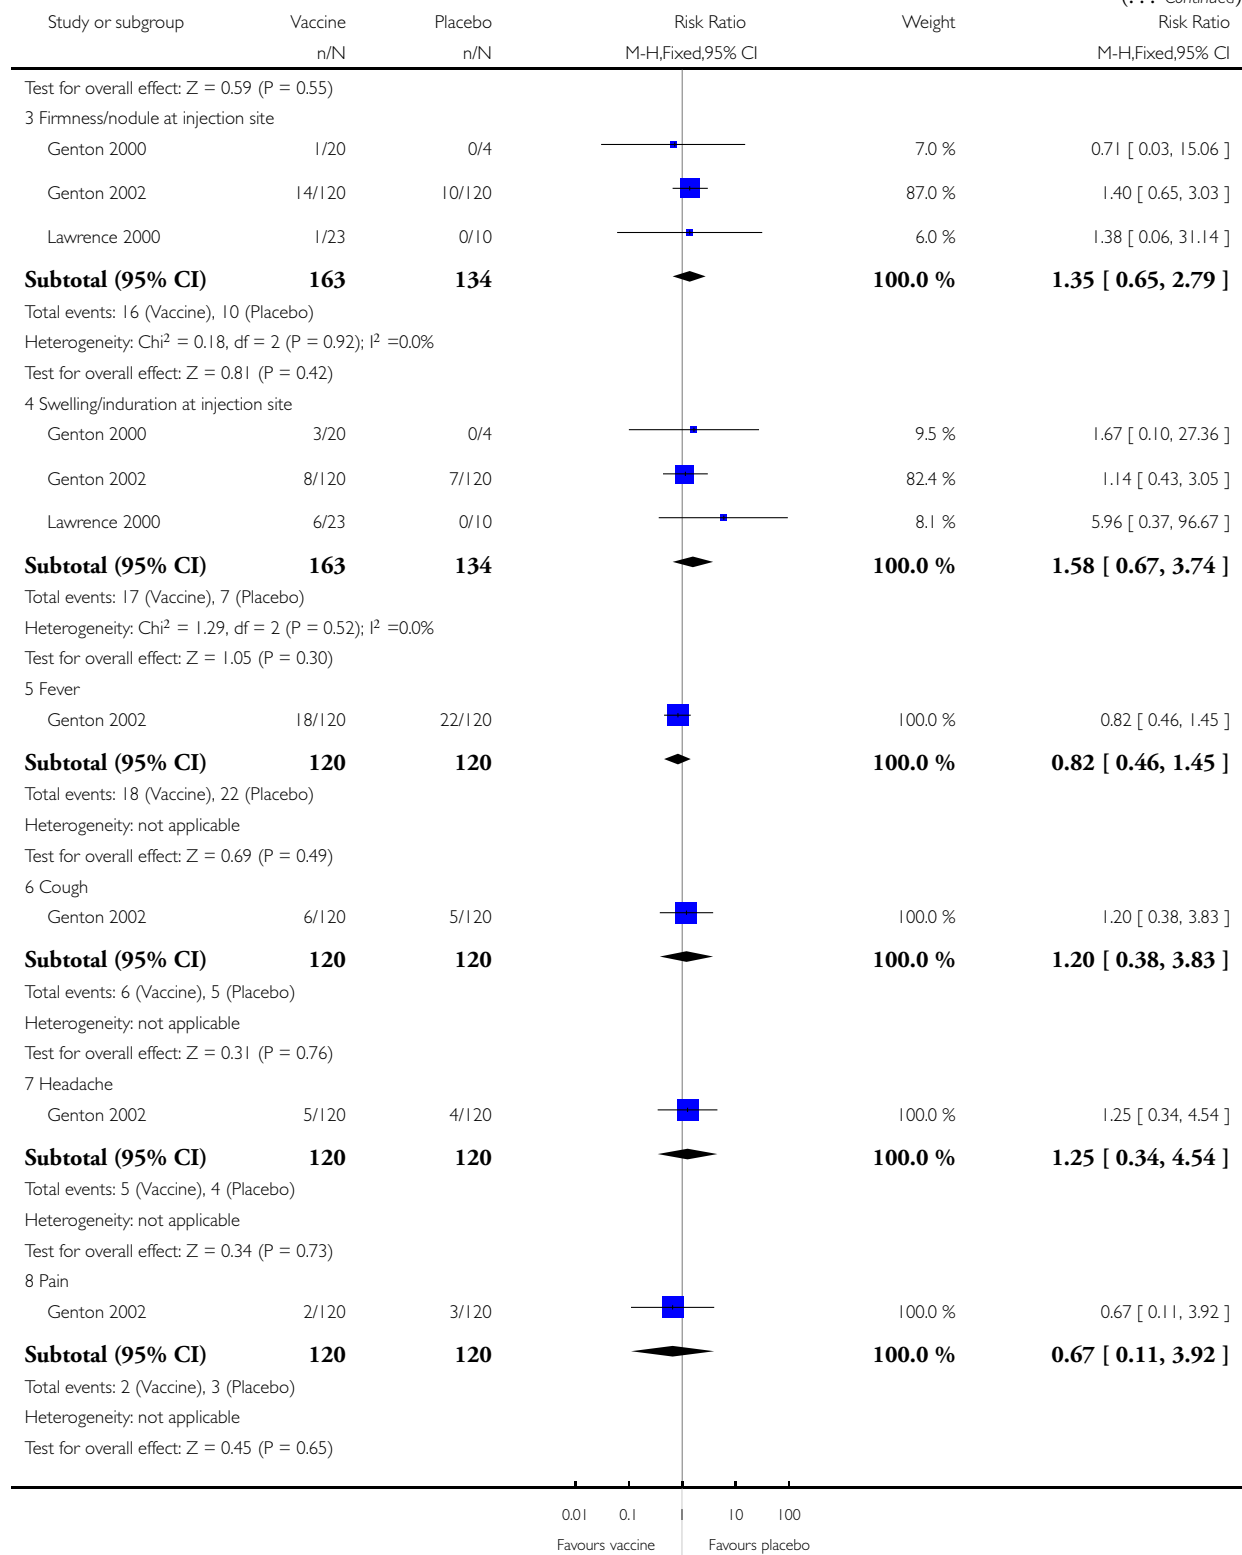 (... Continued)
Study or subgroup Vaccine Placebo Risk Ratio Weight Risk Ratio
n/N n/N M-H,Fixed,95% CI M-H,Fixed,95% CI
Test for overall effect: Z = 0.59 (P = 0.55)
3 Firmness/nodule at injection site
Genton 2000 1/20 0/4 7.0 % 0.71 [ 0.03, 15.06 ]
Genton 2002 14/120 10/120 87.0 % 1.40 [ 0.65, 3.03 ]
Lawrence 2000 1/23 0/10 6.0 % 1.38 [ 0.06, 31.14 ]
Subtotal (95% CI) 163 134 100.0 % 1.35 [ 0.65, 2.79 ]
Total events: 16 (Vaccine), 10 (Placebo)
Heterogeneity: Chi² = 0.18, df = 2 (P = 0.92); I² =0.0%
Test for overall effect: Z = 0.81 (P = 0.42)
4 Swelling/induration at injection site
Genton 2000 3/20 0/4 9.5 % 1.67 [ 0.10, 27.36 ]
Genton 2002 8/120 7/120 82.4 % 1.14 [ 0.43, 3.05 ]
Lawrence 2000 6/23 0/10 8.1 % 5.96 [ 0.37, 96.67 ]
Subtotal (95% CI) 163 134 100.0 % 1.58 [ 0.67, 3.74 ]
Total events: 17 (Vaccine), 7 (Placebo)
Heterogeneity: Chi² = 1.29, df = 2 (P = 0.52); I² =0.0%
Test for overall effect: Z = 1.05 (P = 0.30)
5 Fever
Genton 2002 18/120 22/120 100.0 % 0.82 [ 0.46, 1.45 ]
Subtotal (95% CI) 120 120 100.0 % 0.82 [ 0.46, 1.45 ]
Total events: 18 (Vaccine), 22 (Placebo)
Heterogeneity: not applicable
Test for overall effect: Z = 0.69 (P = 0.49)
6 Cough
Genton 2002 6/120 5/120 100.0 % 1.20 [ 0.38, 3.83 ]
Subtotal (95% CI) 120 120 100.0 % 1.20 [ 0.38, 3.83 ]
Total events: 6 (Vaccine), 5 (Placebo)
Heterogeneity: not applicable
Test for overall effect: Z = 0.31 (P = 0.76)
7 Headache
Genton 2002 5/120 4/120 100.0 % 1.25 [ 0.34, 4.54 ]
Subtotal (95% CI) 120 120 100.0 % 1.25 [ 0.34, 4.54 ]
Total events: 5 (Vaccine), 4 (Placebo)
Heterogeneity: not applicable
Test for overall effect: Z = 0.34 (P = 0.73)
8 Pain
Genton 2002 2/120 3/120 100.0 % 0.67 [ 0.11, 3.92 ]
Subtotal (95% CI) 120 120 100.0 % 0.67 [ 0.11, 3.92 ]
Total events: 2 (Vaccine), 3 (Placebo)
Heterogeneity: not applicable
Test for overall effect: Z = 0.45 (P = 0.65)
0.01 0.1 1 10 100
Favours vaccine Favours placebo